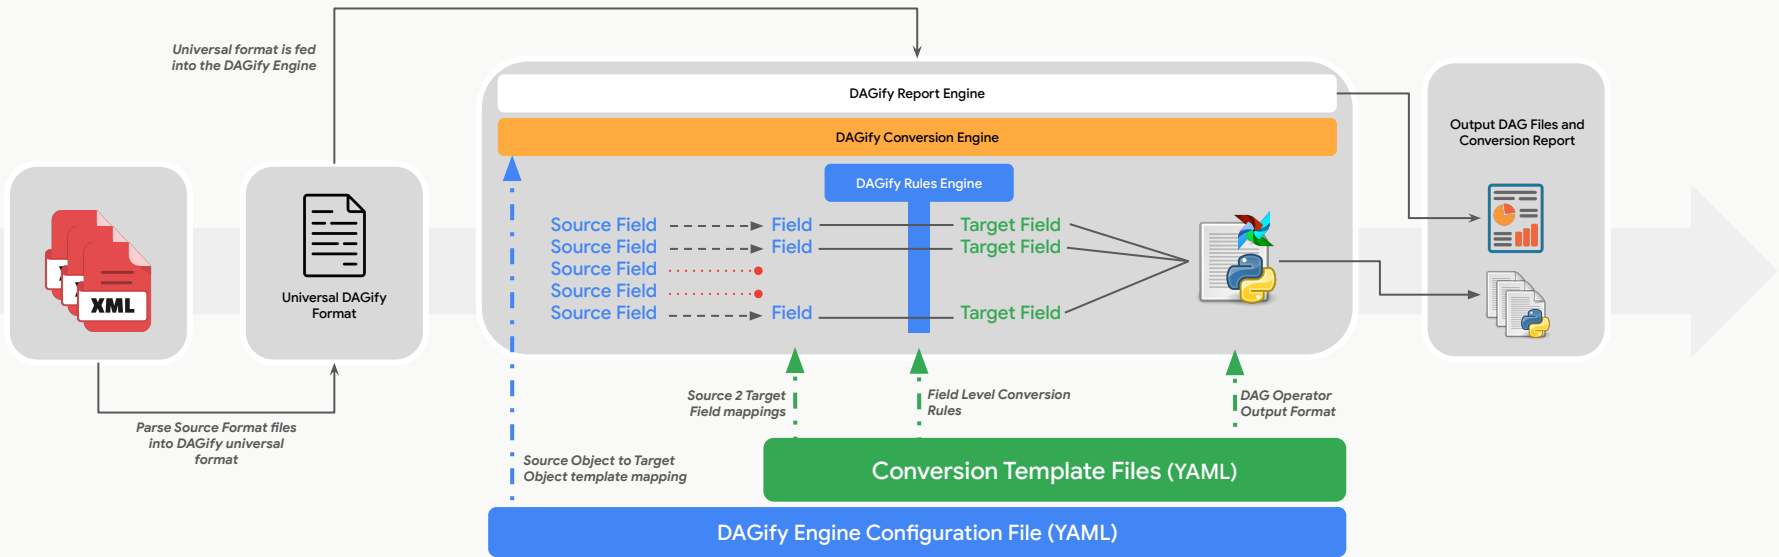 Universal format is fed
into the DAGify Engine
DAGify Report Engine
DAGify Conversion Engine
DAGify Rules Engine
Source Field Field Target Field
Source Field Field Target Field
Source Field
Source Field
Source Field Field Target Field
Output DAG Files and
Conversion Report
XML
Universal DAGify
Format
Parse Source Format files
into DAGify universal
format
Source 2 Target
Field mappings
Field Level Conversion
Rules
DAG Operator
Output Format
Source Object to Target
Object template mapping
Conversion Template Files (YAML)
DAGify Engine Configuration File (YAML)